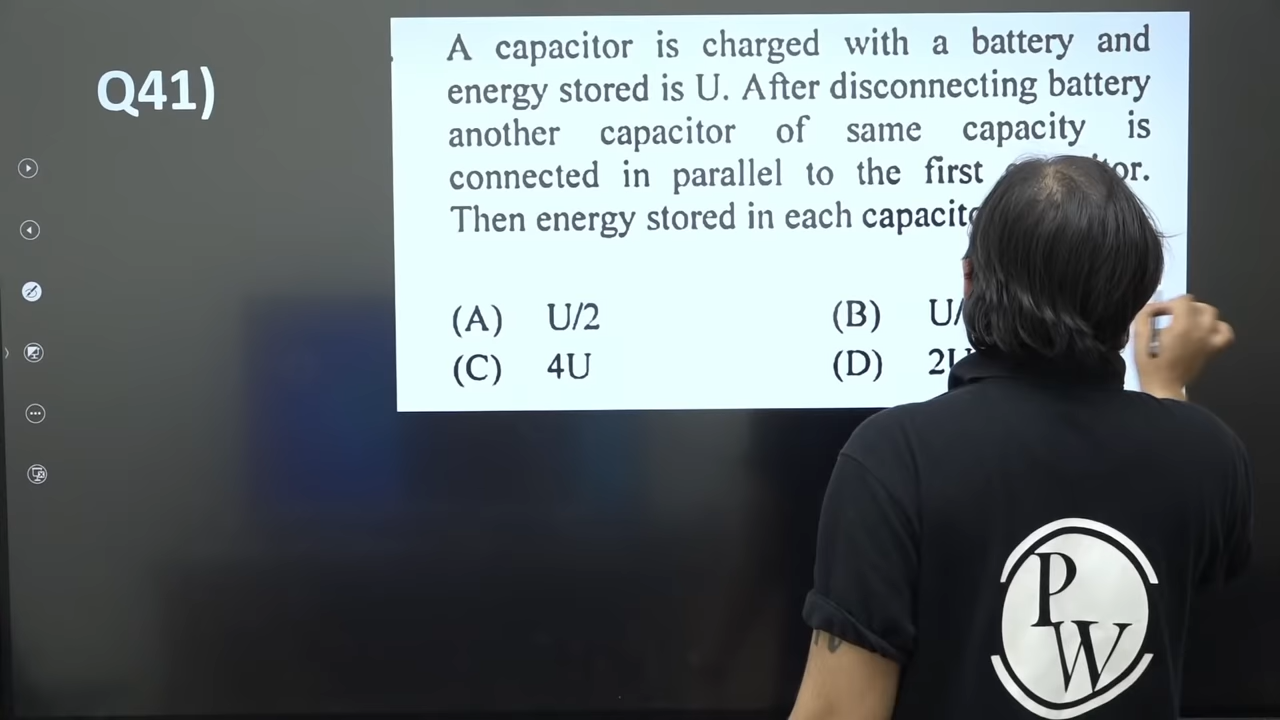 Q41)
A capacitor is charged with a battery and
energy stored is U. After disconnecting battery
another capacitor of same capacity is
connected in parallel to the first
Then energy stored in each
(A) U/2 (B)
(C) 4U (D)
PW